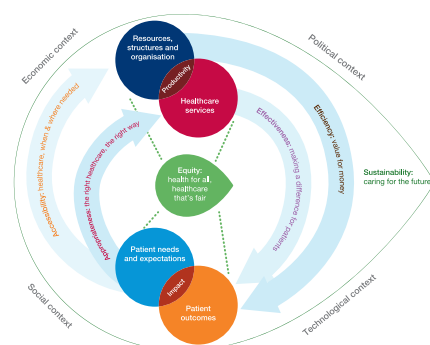 Economic context
Political context
Resources,
structures and
organisation
Productivity
Healthcare
services
Accessibility: healthcare, when & where needed
Appropriateness: the right healthcare, the right way
Effectiveness: making a difference for patients
Efficiency: value for money
Equity:
health for all,
healthcare
that's fair
Sustainability:
caring for the future
Patient needs
and expectations
Impact
Patient
outcomes
Social context
Technological context